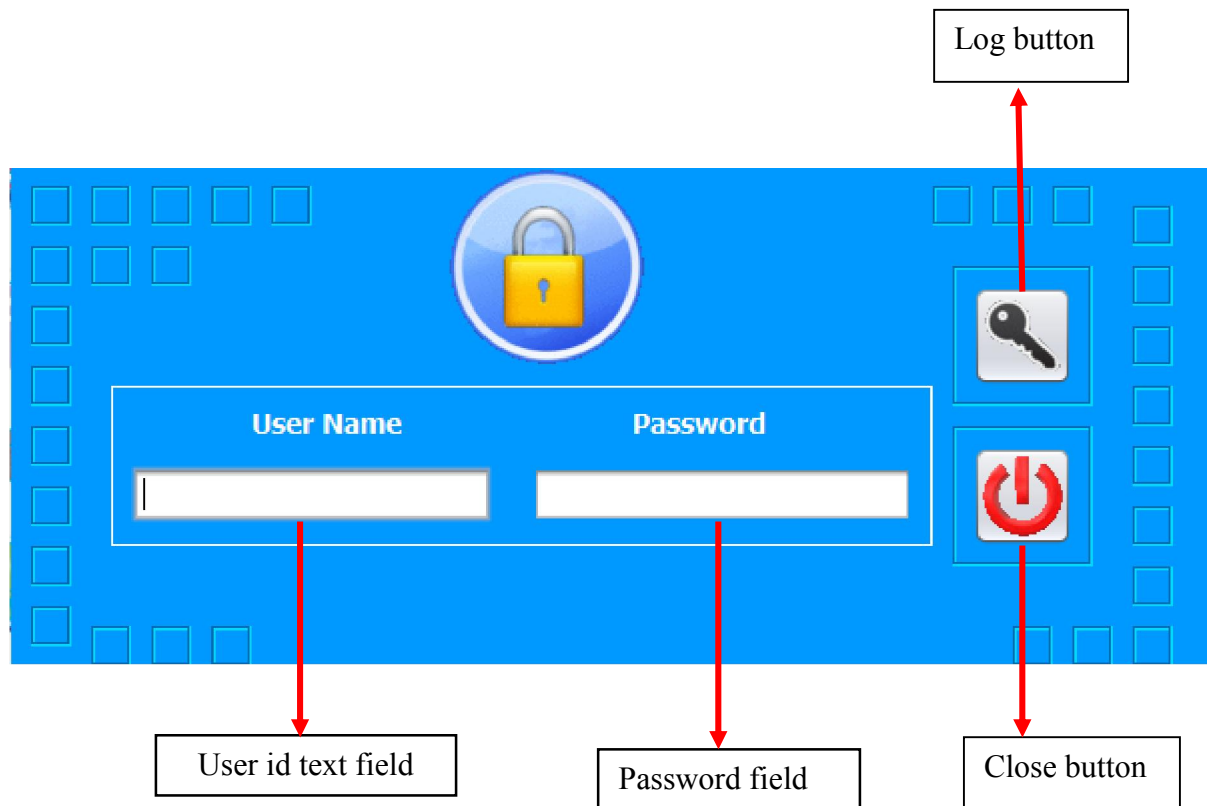 Log button
User Name
Password
User id text field
Password field
Close button